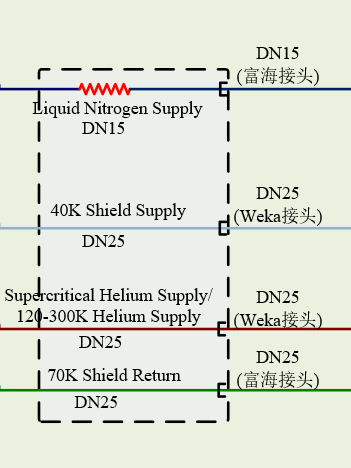 DN15
(富海接头)
Liquid Nitrogen Supply
DN15
DN25
(Weka接头)
40K Shield Supply
DN25
Supercritical Helium Supply/
120-300K Helium Supply
DN25
(Weka接头)
DN25
DN25
(富海接头)
70K Shield Return
DN25